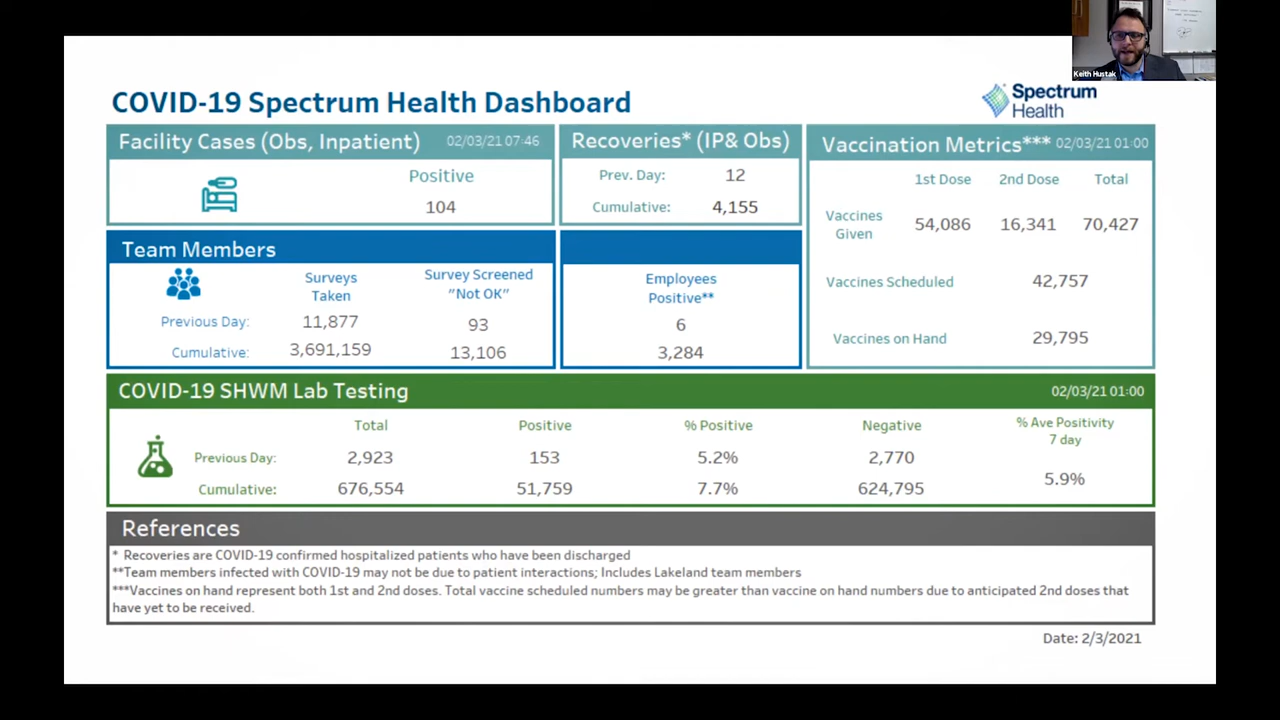 Keith Hustak
COVID-19 Spectrum Health Dashboard
Spectrum
Health
Facility Cases (Obs, Inpatient) 02/03/21 07:46
Positive
104
Recoveries* (IP& Obs)
Prev. Day: 12
Cumulative: 4,155
Vaccination Metrics*** 02/03/21 01:00
1st Dose 2nd Dose Total
Vaccines
Given
54,086 16,341 70,427
Vaccines Scheduled 42,757
Vaccines on Hand 29,795
Team Members
Surveys
Taken
Survey Screened
"Not OK"
Previous Day: 11,877 93
Cumulative: 3,691,159 13,106
Employees
Positive**
6
3,284
COVID-19 SHWM Lab Testing 02/03/21 01:00
Total Positive % Positive Negative % Ave Positivity
7 day
Previous Day: 2,923 153 5.2% 2,770
5.9%
Cumulative: 676,554 51,759 7.7% 624,795
References
* Recoveries are COVID-19 confirmed hospitalized patients who have been discharged
**Team members infected with COVID-19 may not be due to patient interactions; Includes Lakeland team members
***Vaccines on hand represent both 1st and 2nd doses. Total vaccine scheduled numbers may be greater than vaccine on hand numbers due to anticipated 2nd doses that
have yet to be received.
Date: 2/3/2021